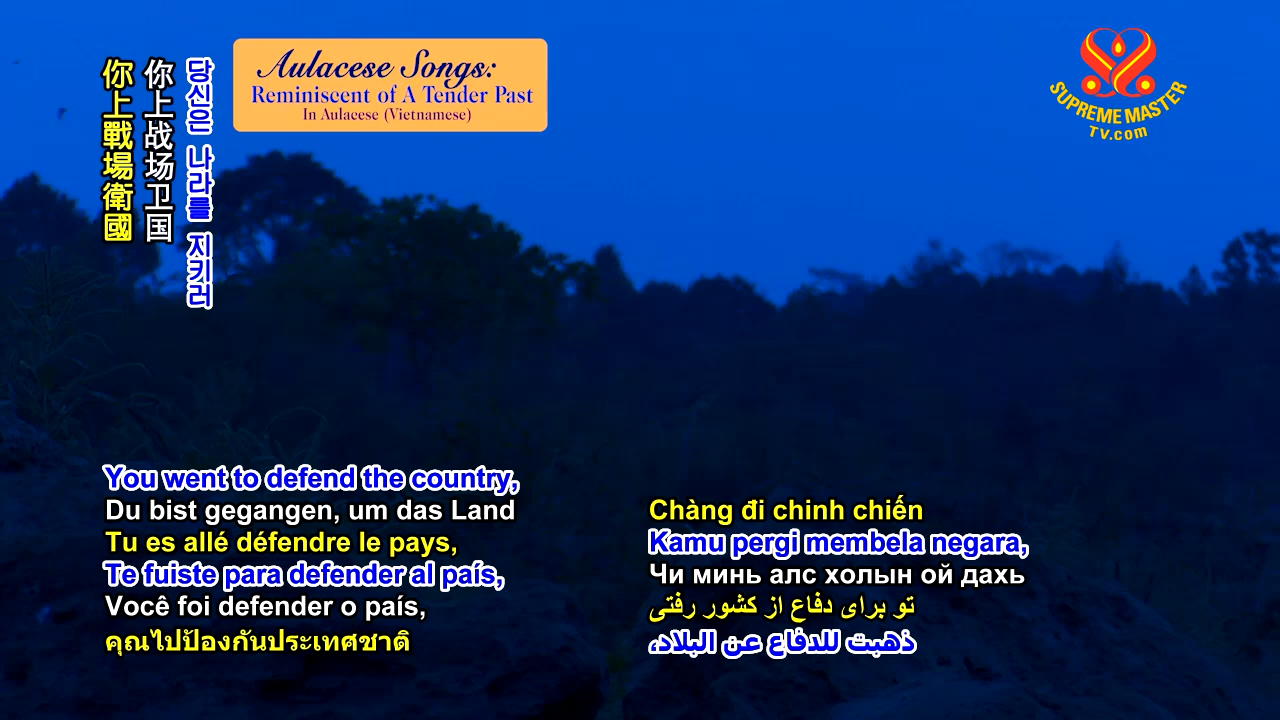 你上戰場衛國
你上战场卫国
당신은 나라를 지키러
Aulacese Songs:
Reminiscent of A Tender Past
In Aulacese (Vietnamese)
SUPREME MASTER
TV.com
You went to defend the country,
Du bist gegangen, um das Land
Tu es allé défendre le pays,
Te fuiste para defender al país,
Você foi defender o país,
คุณไปป้องกันประเทศชาติ
Chàng đi chinh chiến
Kamu pergi membela negara,
Чи минь алс холын ой дахь
تو برای دفاع از کشور رفتی
ذهبت للدفاع عن البلاد،